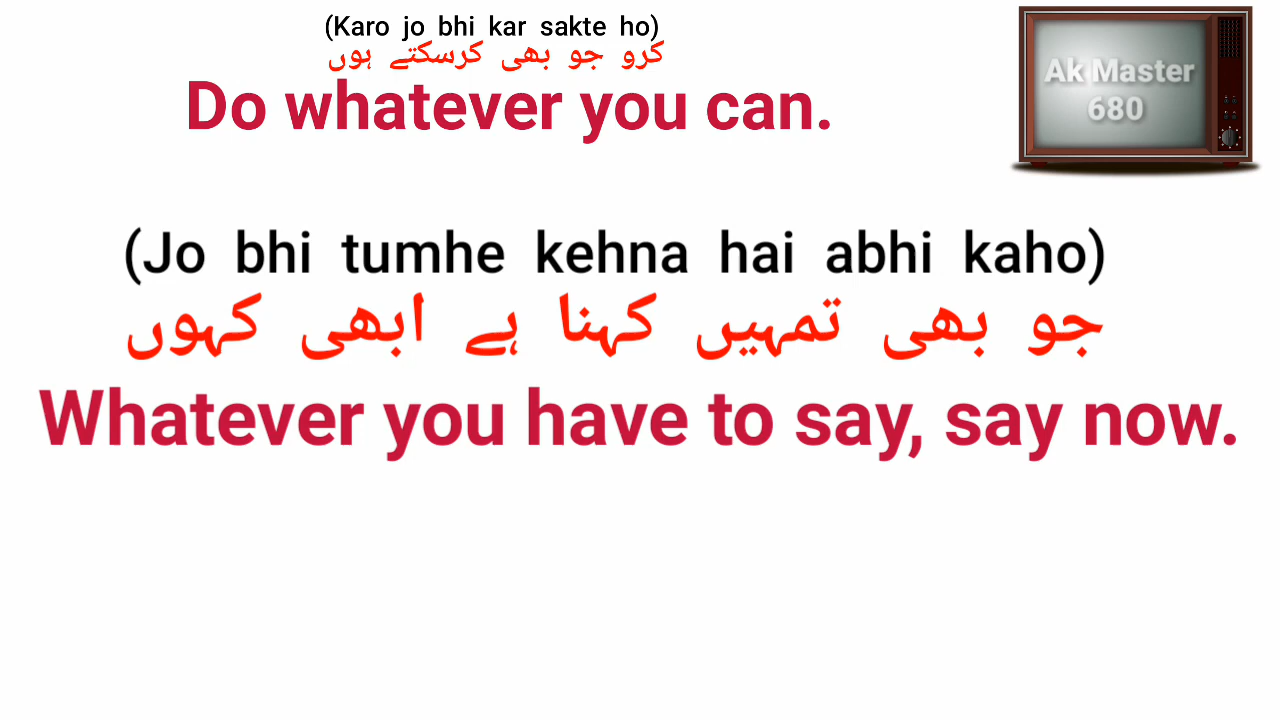 (Karo jo bhi kar sakte ho)
کرو جو بھی کرسکتے ہوں
Do whatever you can.
Ak Master
680
(Jo bhi tumhe kehna hai abhi kaho)
جو بھی تمہیں کہنا ہے ابھی کہوں
Whatever you have to say, say now.